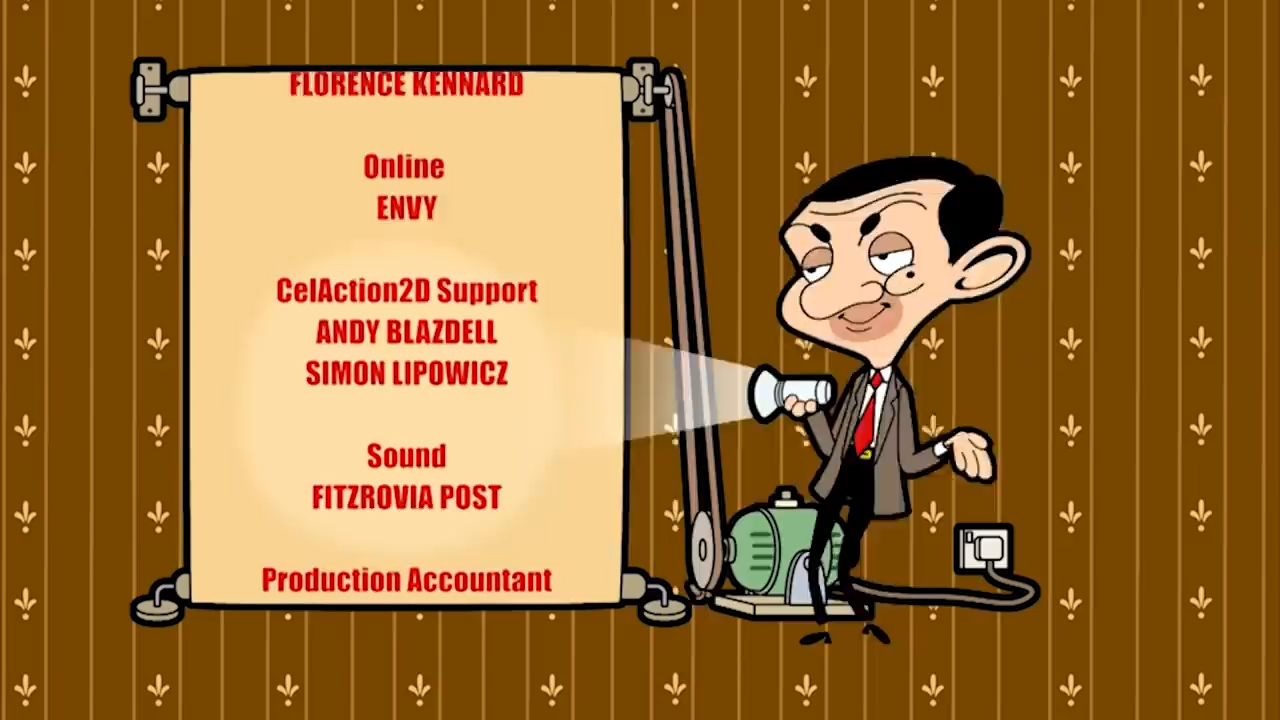 FLORENCE KENNARD
Online
ENVY
CelAction2D Support
ANDY BLAZDELL
SIMON LIPOWICZ
Sound
FITZROVIA POST
Production Accountant